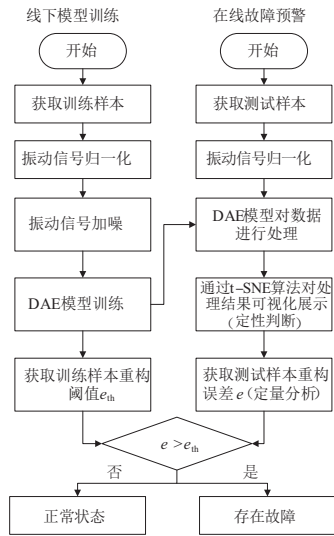 线下模型训练
在线故障预警
开始
开始
获取训练样本
获取测试样本
振动信号归一化
振动信号归一化
振动信号加噪
DAE模型对数据
进行处理
DAE模型训练
通过t-SNE算法对处
理结果可视化展示
(定性判断)
获取训练样本重构
阈值eth
获取测试样本重构
误差e(定量分析)
e >eth
否
是
正常状态
存在故障